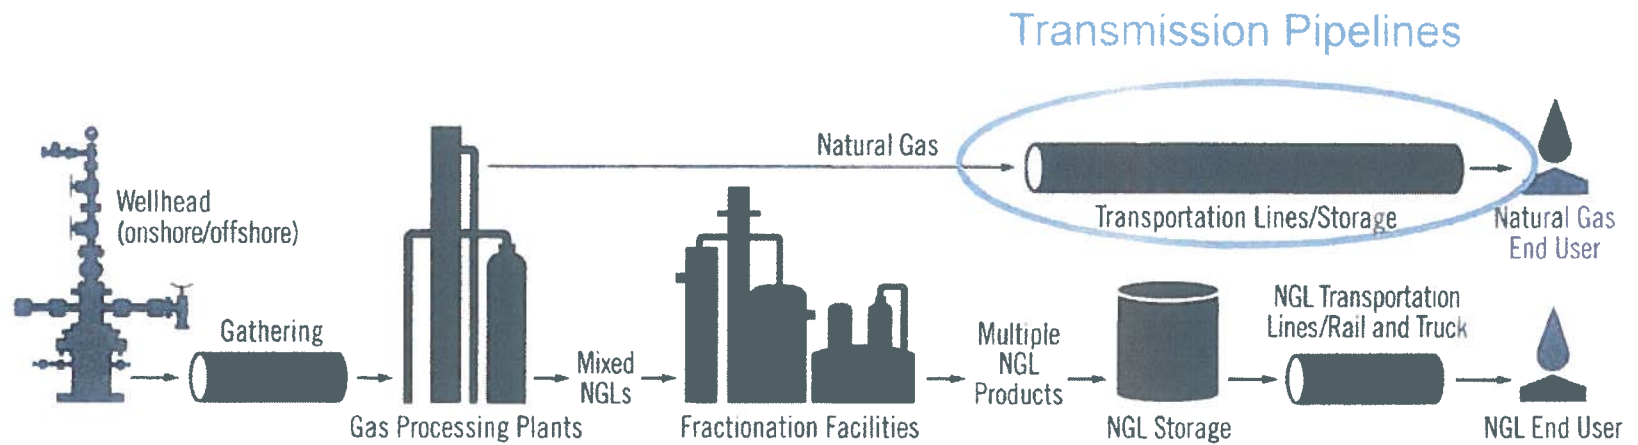 Transmission Pipelines
Natural Gas
Wellhead
(onshore/offshore)
Transportation Lines/Storage
Natural Gas
End User
Gathering
Mixed
NGLs
Multiple
NGL
Products
NGL Transportation
Lines/Rail and Truck
Gas Processing Plants
Fractionation Facilities
NGL Storage
NGL End User